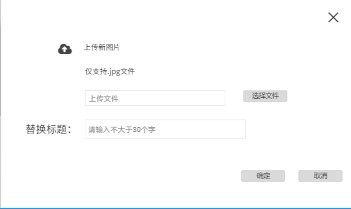 上传新图片
仅支持.jpg文件
上传文件 选择文件
替换标题： 请输入不大于30个字
确定 取消